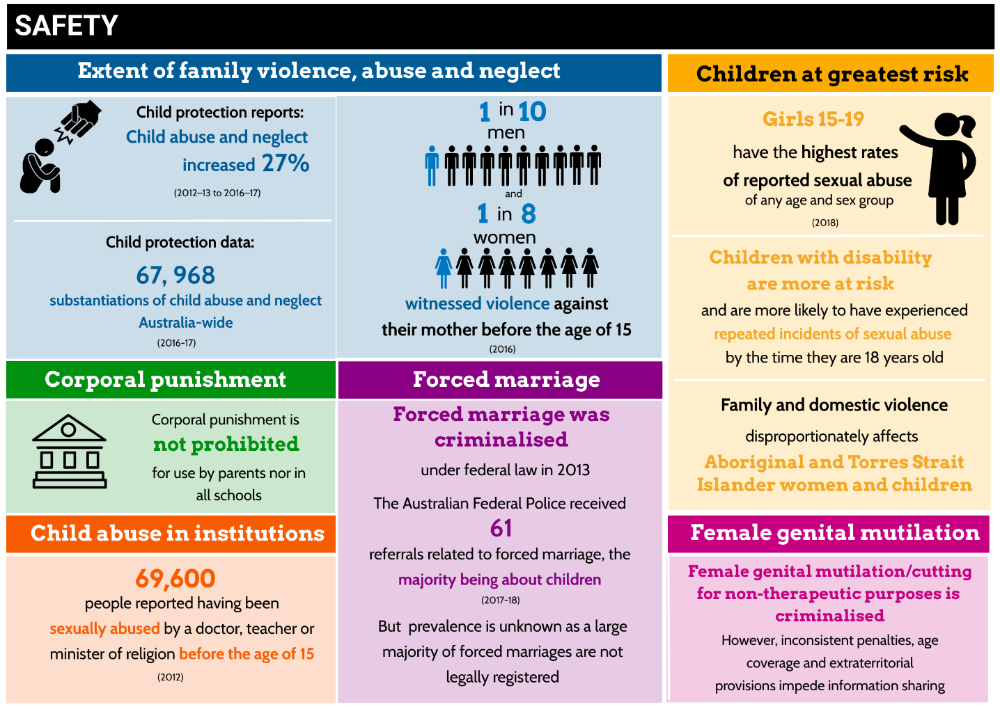 SAFETY
Extent of family violence, abuse and neglect
Child protection reports:
Child abuse and neglect
increased 27%
(2012–13 to 2016–17)
Child protection data:
67, 968
substantiations of child abuse and neglect
Australia-wide
(2016-17)
1 in 10
men
and
1 in 8
women
witnessed violence against
their mother before the age of 15
(2016)
Children at greatest risk
Girls 15-19
have the highest rates
of reported sexual abuse
of any age and sex group
(2018)
Children with disability
are more at risk
and are more likely to have experienced
repeated incidents of sexual abuse
by the time they are 18 years old
Family and domestic violence
disproportionately affects
Aboriginal and Torres Strait
Islander women and children
Corporal punishment
Corporal punishment is
not prohibited
for use by parents nor in
all schools
Forced marriage
Forced marriage was
criminalised
under federal law in 2013
The Australian Federal Police received
61
referrals related to forced marriage, the
majority being about children
(2017-18)
But prevalence is unknown as a large
majority of forced marriages are not
legally registered
Child abuse in institutions
69,600
people reported having been
sexually abused by a doctor, teacher or
minister of religion before the age of 15
(2012)
Female genital mutilation
Female genital mutilation/cutting
for non-therapeutic purposes is
criminalised
However, inconsistent penalties, age
coverage and extraterritorial
provisions impede information sharing